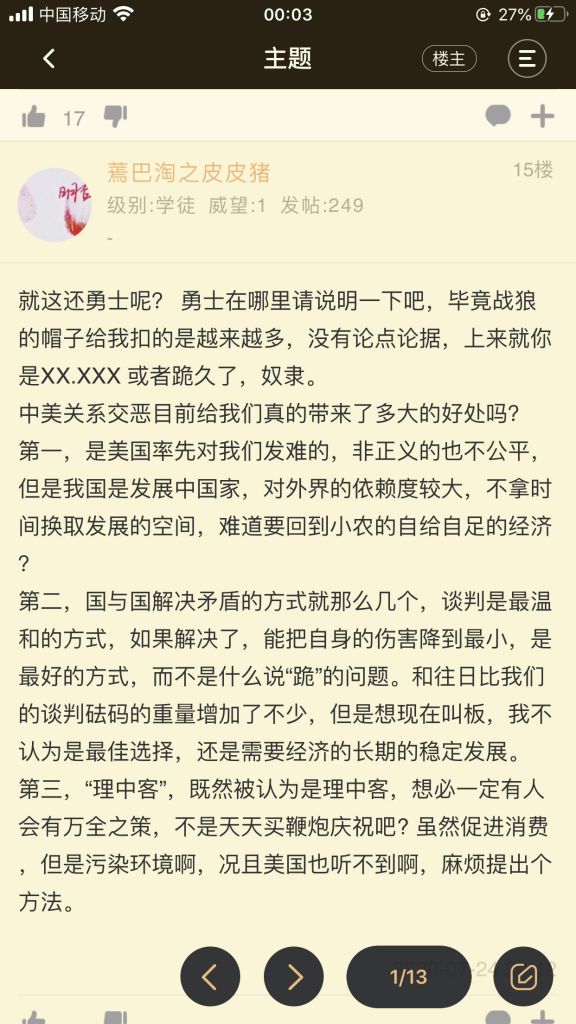 中国移动 00:03 27%
主题 楼主
17
蔫巴淘之皮皮猪 15楼
级别:学徒 威望:1 发帖:249
-
就这还勇士呢? 勇士在哪里请说明一下吧，毕竟战狼
的帽子给我扣的是越来越多，没有论点论据，上来就你
是XX.XXX 或者跪久了，奴隶。
中美关系交恶目前给我们真的带来了多大的好处吗？
第一，是美国率先对我们发难的，非正义的也不公平，
但是我国是发展中国家，对外界的依赖度较大，不拿时
间换取发展的空间，难道要回到小农的自给自足的经济
？
第二，国与国解决矛盾的方式就那么几个，谈判是最温
和的方式，如果解决了，能把自身的伤害降到最小，是
最好的方式，而不是什么说“跪”的问题。和往日比我们
的谈判砝码的重量增加了不少，但是想现在叫板，我不
认为是最佳选择，还是需要经济的长期的稳定发展。
第三，“理中客”，既然被认为是理中客，想必一定有人
会有万全之策，不是天天买鞭炮庆祝吧? 虽然促进消费
，但是污染环境啊，况且美国也听不到啊，麻烦提出个
方法。
1/13